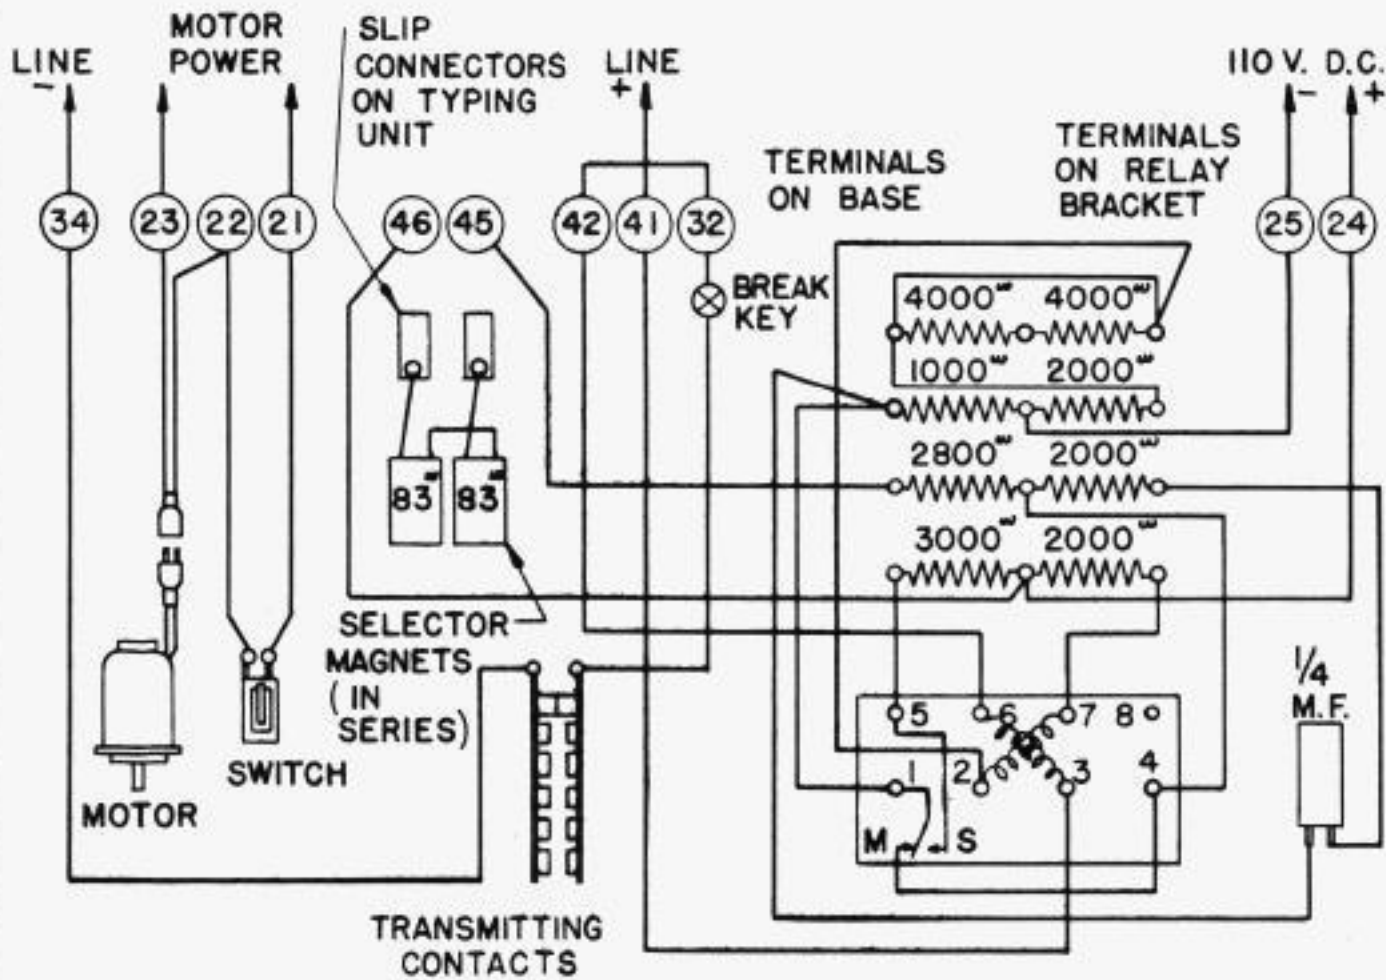 MOTOR
POWER
LINE
-
SLIP
CONNECTORS
ON TYPING
UNIT
LINE
+
110 V. D.C.
- +
TERMINALS
ON BASE
TERMINALS
ON RELAY
BRACKET
34 23 22 21 46 45 42 41 32 25 24
BREAK
KEY
4000ω 4000ω
1000ω 2000ω
2800ω 2000ω
3000ω 2000ω
83ω 83ω
SELECTOR
MAGNETS
(IN
SERIES)
SWITCH
MOTOR
TRANSMITTING
CONTACTS
5 6 7 8
1 2 3 4
M S
1/4
M.F.